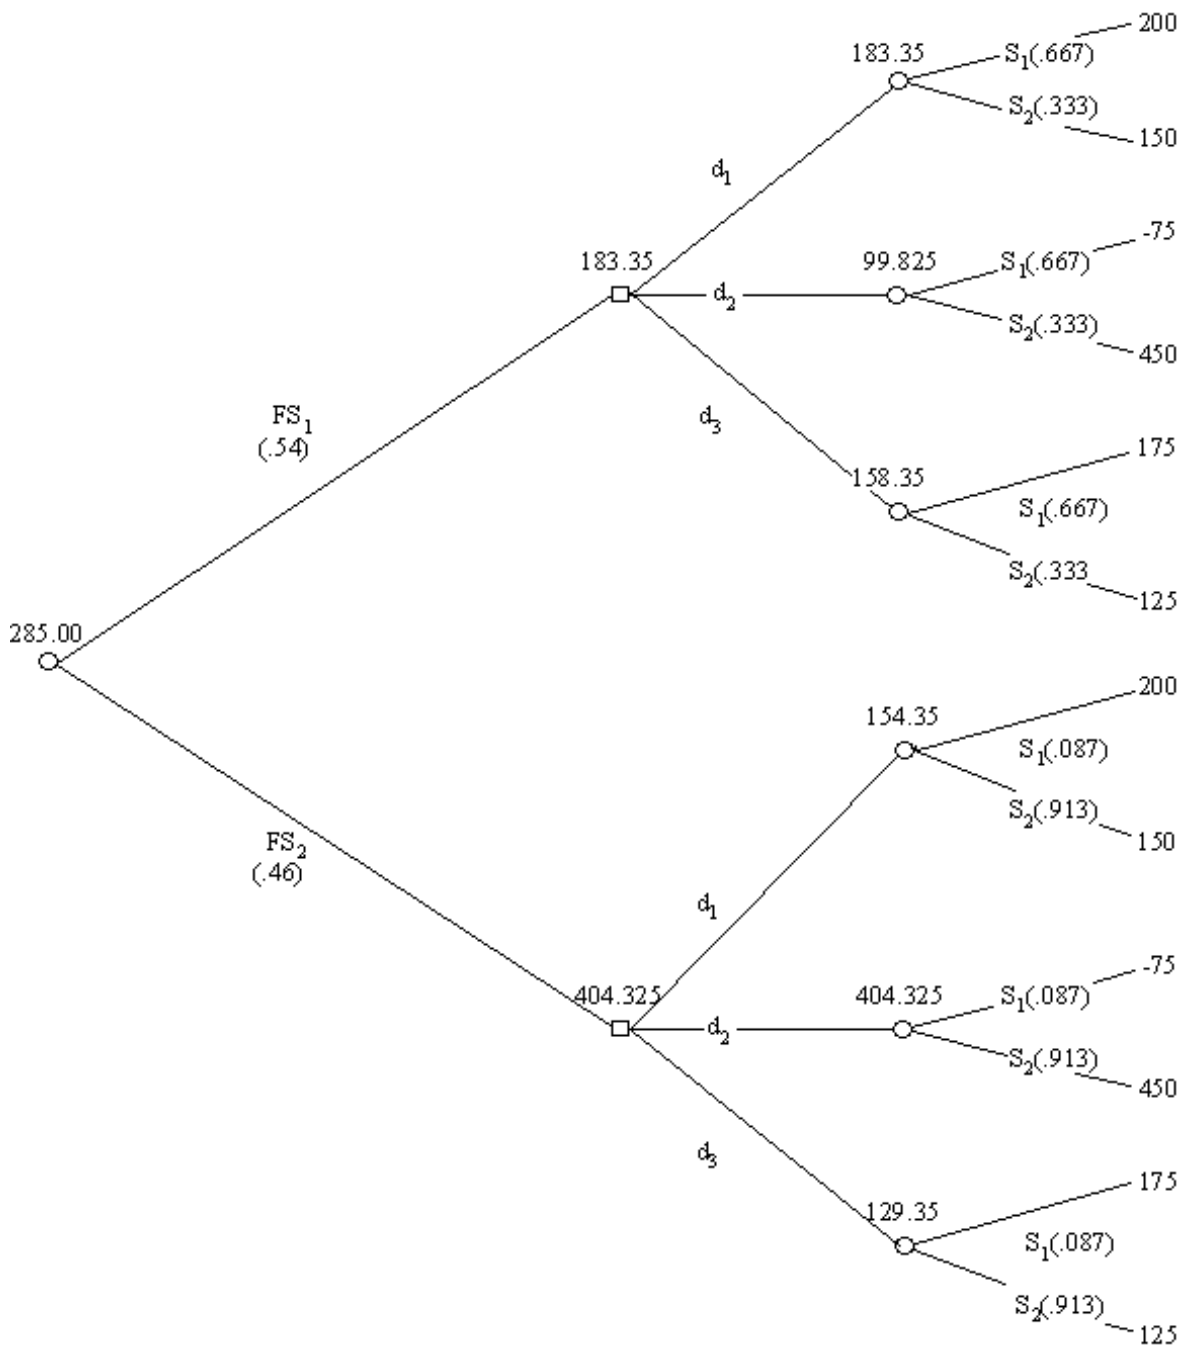 200
183.35
S₁(.667)
S₂(.333)
150
d₁
-75
183.35
99.825
S₁(.667)
d₂
S₂(.333)
450
FS₁
(.54)
d₃
175
158.35
S₁(.667)
S₂(.333
125
285.00
200
154.35
S₁(.087)
S₂(.913)
150
FS₂
(.46)
d₁
-75
404.325
404.325
S₁(.087)
d₂
S₂(.913)
450
d₃
175
129.35
S₁(.087)
S₂(.913)
125